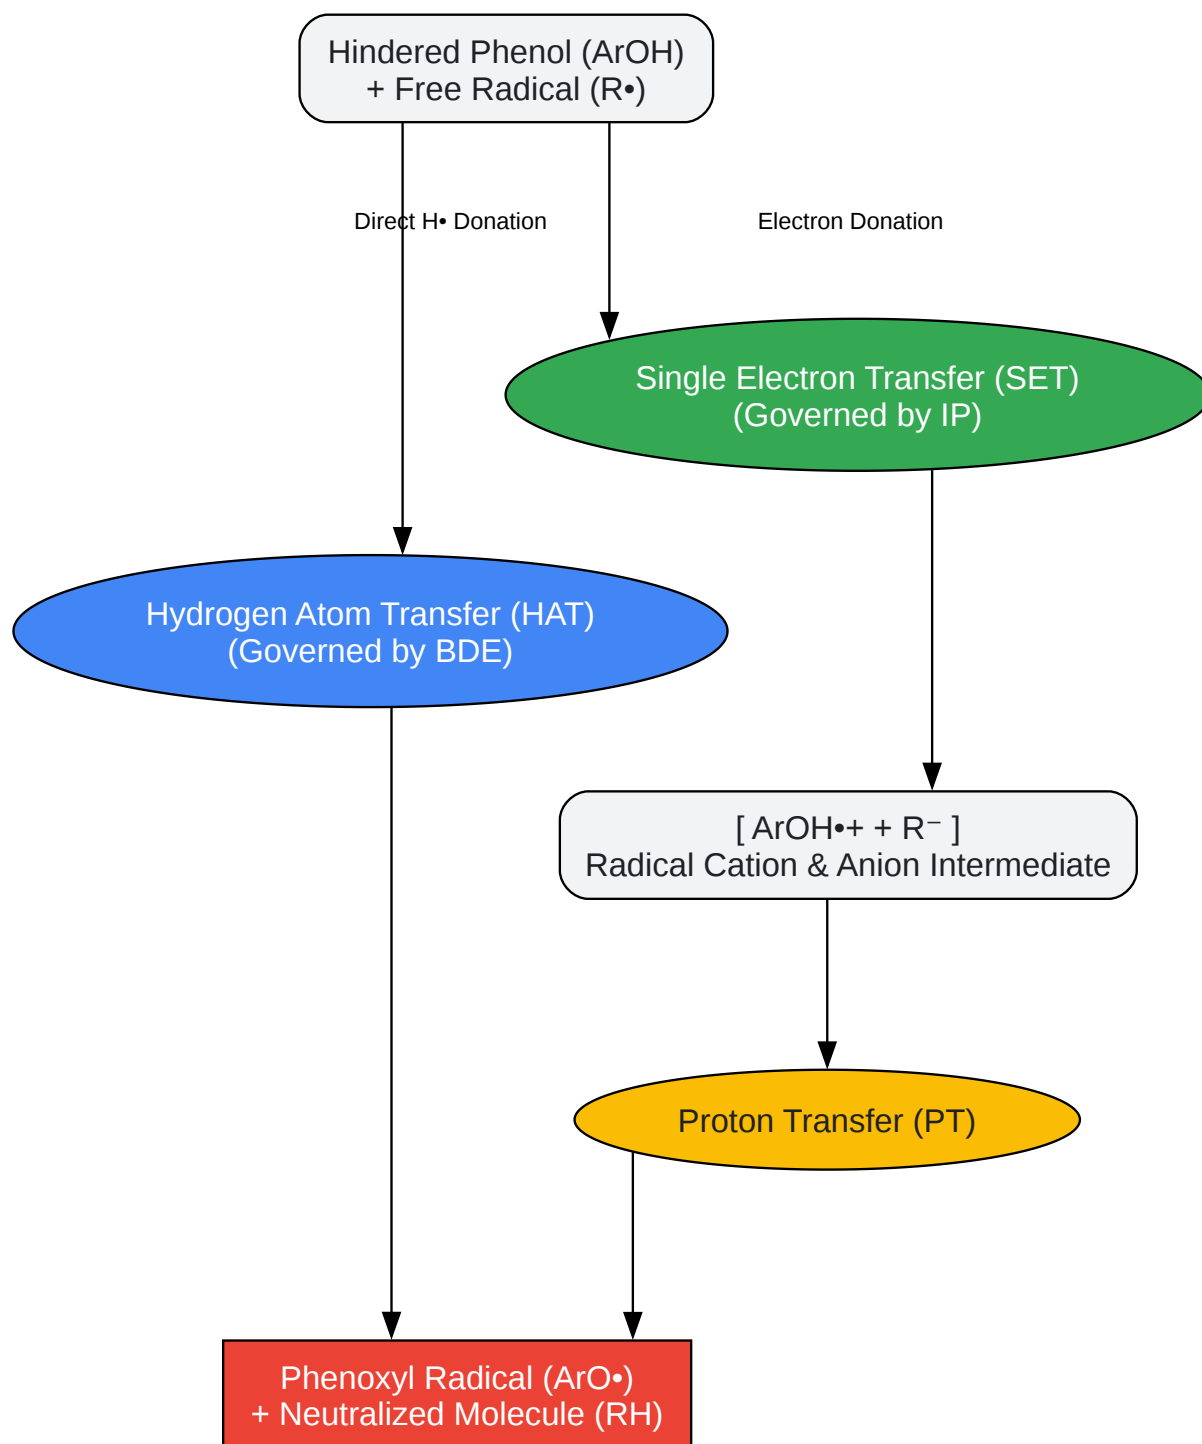 Hindered Phenol (ArOH)
+ Free Radical (R•)
Direct H• Donation
Electron Donation
Single Electron Transfer (SET)
(Governed by IP)
Hydrogen Atom Transfer (HAT)
(Governed by BDE)
[ ArOH•+ + R⁻ ]
Radical Cation & Anion Intermediate
Proton Transfer (PT)
Phenoxyl Radical (ArO•)
+ Neutralized Molecule (RH)